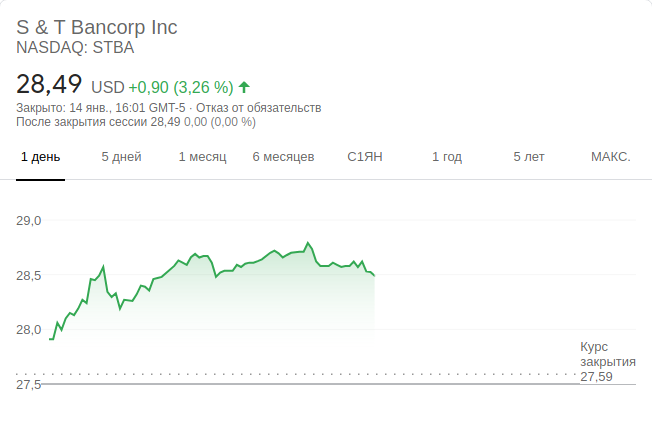 S & T Bancorp Inc
NASDAQ: STBA
28,49 USD +0,90 (3,26 %)
Закрыто: 14 янв., 16:01 GMT-5 · Отказ от обязательств
После закрытия сессии 28,49 0,00 (0,00 %)
1 день 5 дней 1 месяц 6 месяцев С1ЯН 1 год 5 лет МАКС.
29,0
28,5
28,0
Курс
закрытия
27,59
27,5